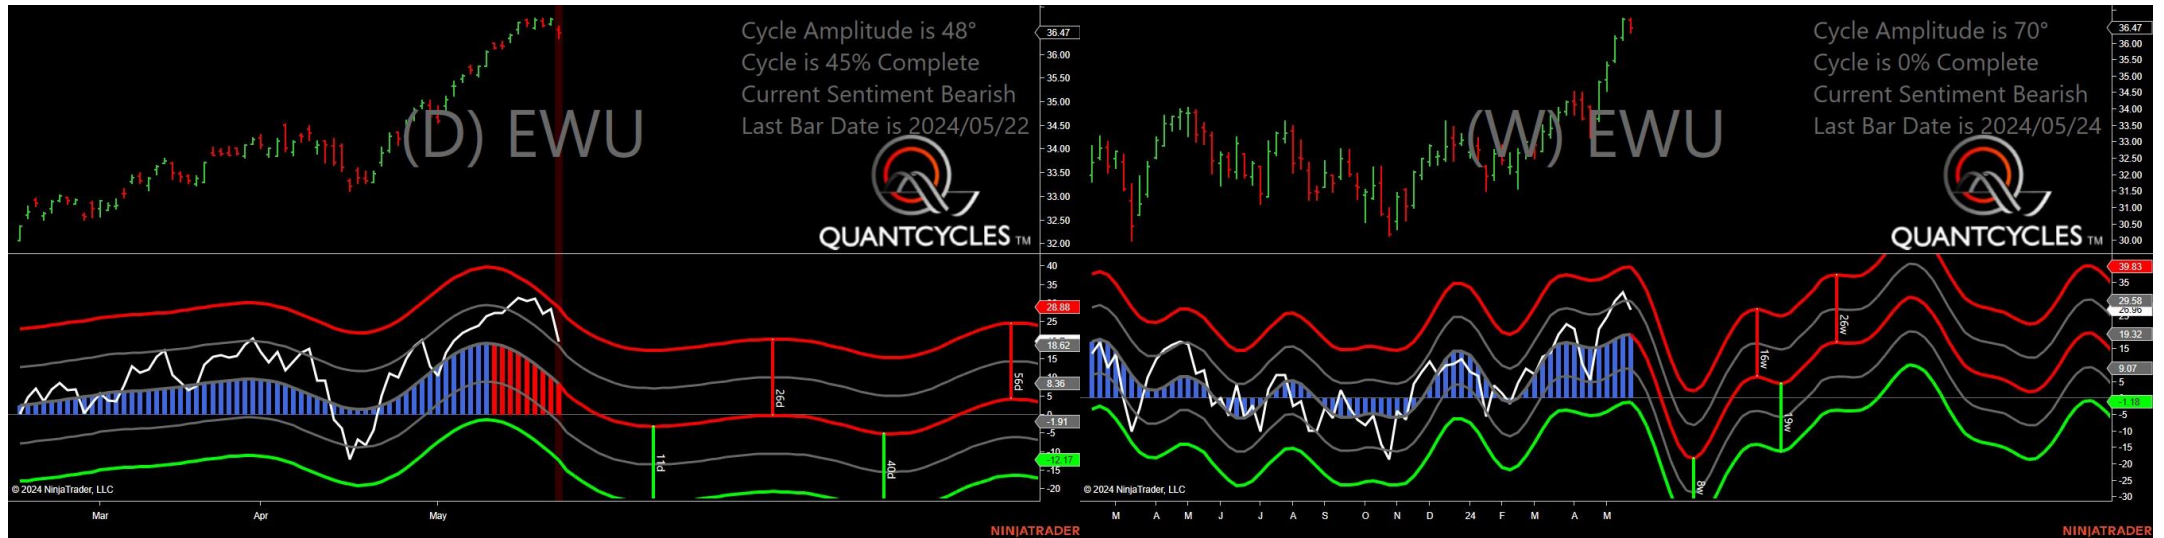 Cycle Amplitude is 48°
Cycle is 45% Complete
Current Sentiment Bearish
Last Bar Date is 2024/05/22
(D) EWU
QUANTCYCLES TM
36.47
36.00
35.50
35.00
34.50
34.00
33.50
33.00
32.50
32.00
40
35
28.88
25
18.62
15
8.36
5
0
-1.91
-5
-10
-12.17
-15
-20
11d
26d
40d
56d
© 2024 NinjaTrader, LLC
Mar Apr May
NINJATRADER
Cycle Amplitude is 70°
Cycle is 0% Complete
Current Sentiment Bearish
Last Bar Date is 2024/05/24
(W) EWU
QUANTCYCLES TM
36.47
36.00
35.50
35.00
34.50
34.00
33.50
33.00
32.50
32.00
31.50
31.00
30.00
39.83
35
29.58
26.96
19.32
15
9.07
5
-1.18
-5
-10
-15
-20
-25
-30
8w
16w
19w
26w
© 2024 NinjaTrader, LLC
M A M J J A S O N D 24 F M A M
NINJATRADER